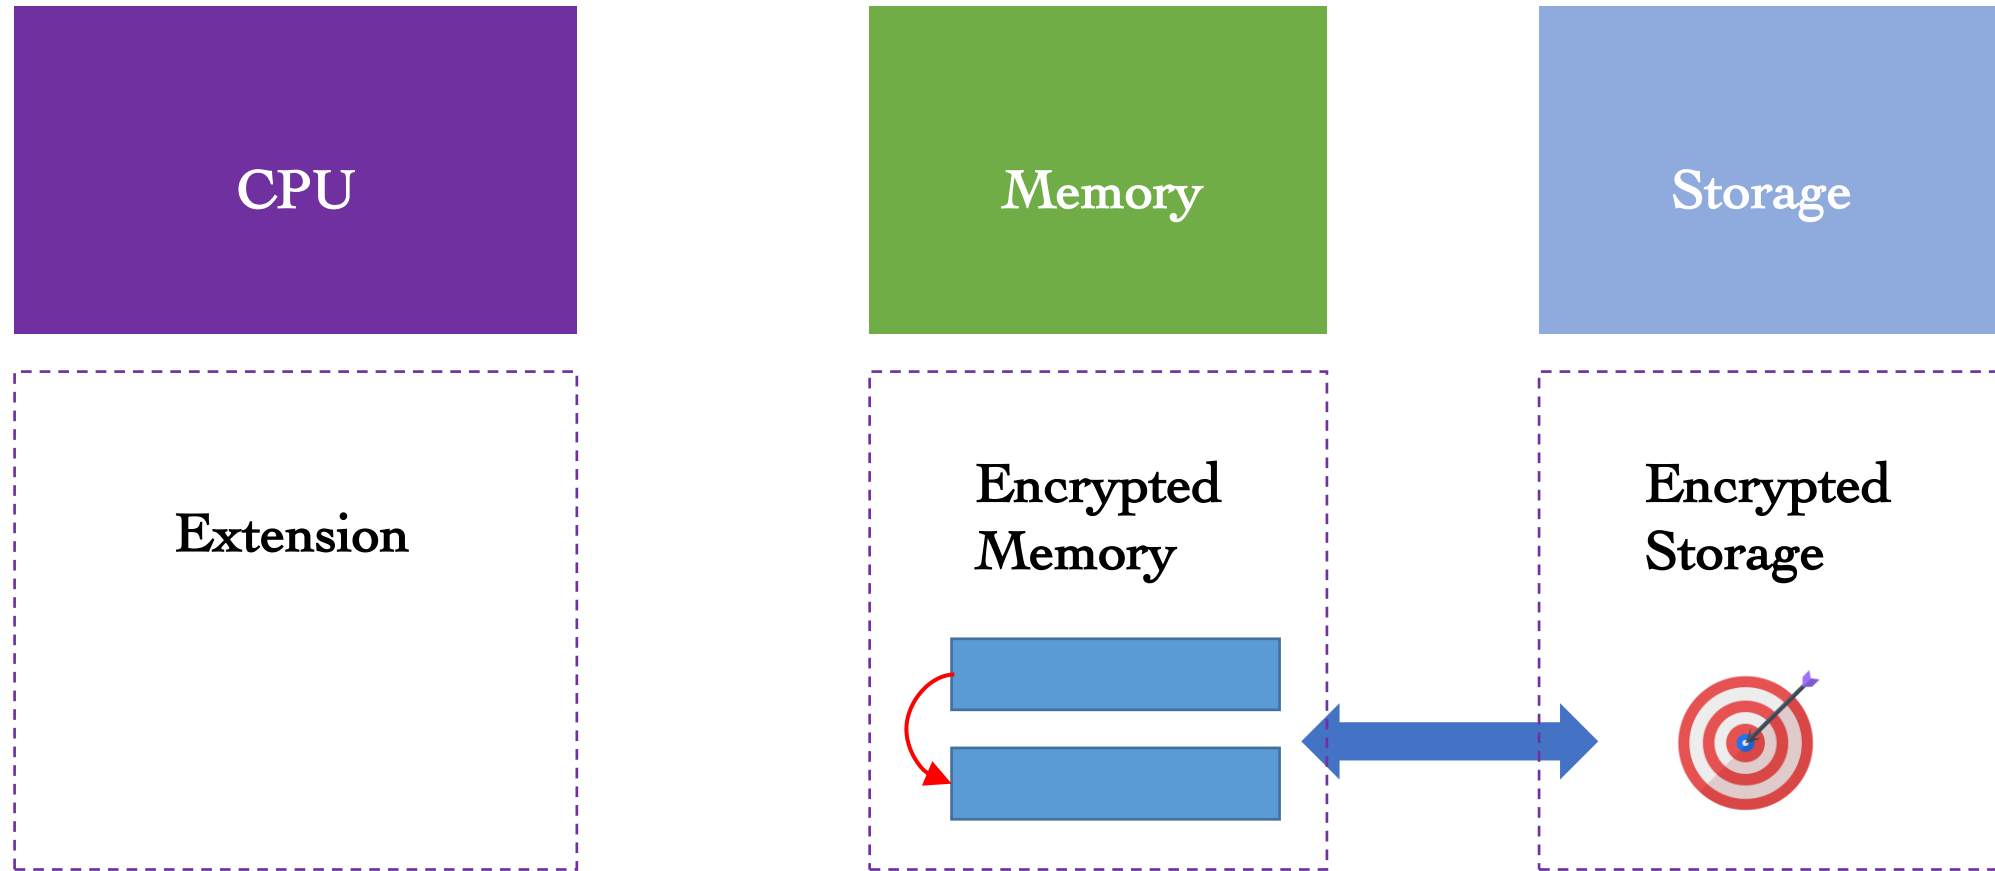 CPU
Memory
Storage
Extension
Encrypted
Memory
Encrypted
Storage